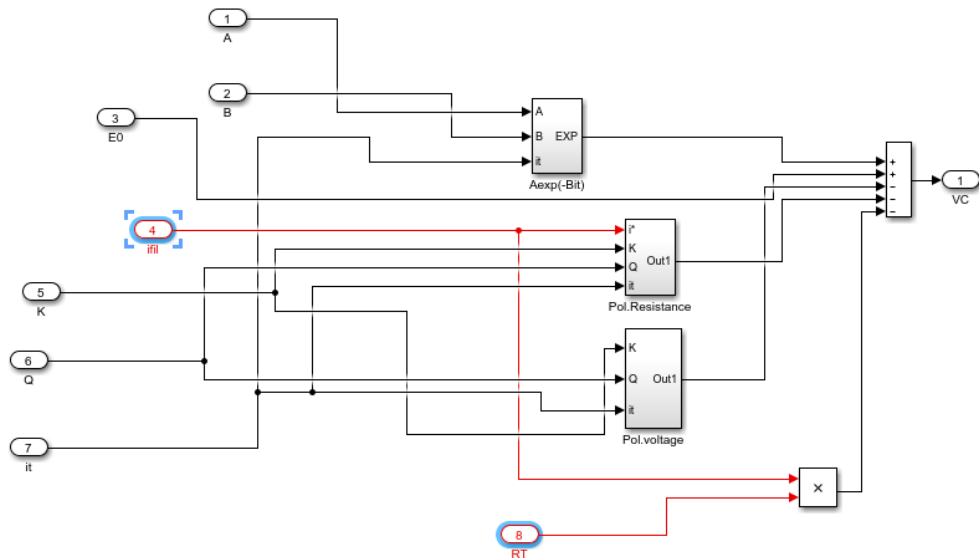 1
A
2
B
3
E0
A
B
it
EXP
Aexp(-Bit)
+
+
−
−
−
1
VC
4
ifil
i*
K
Q
it
Out1
Pol.Resistance
5
K
K
Q
it
Out1
Pol.voltage
6
Q
7
it
×
8
RT